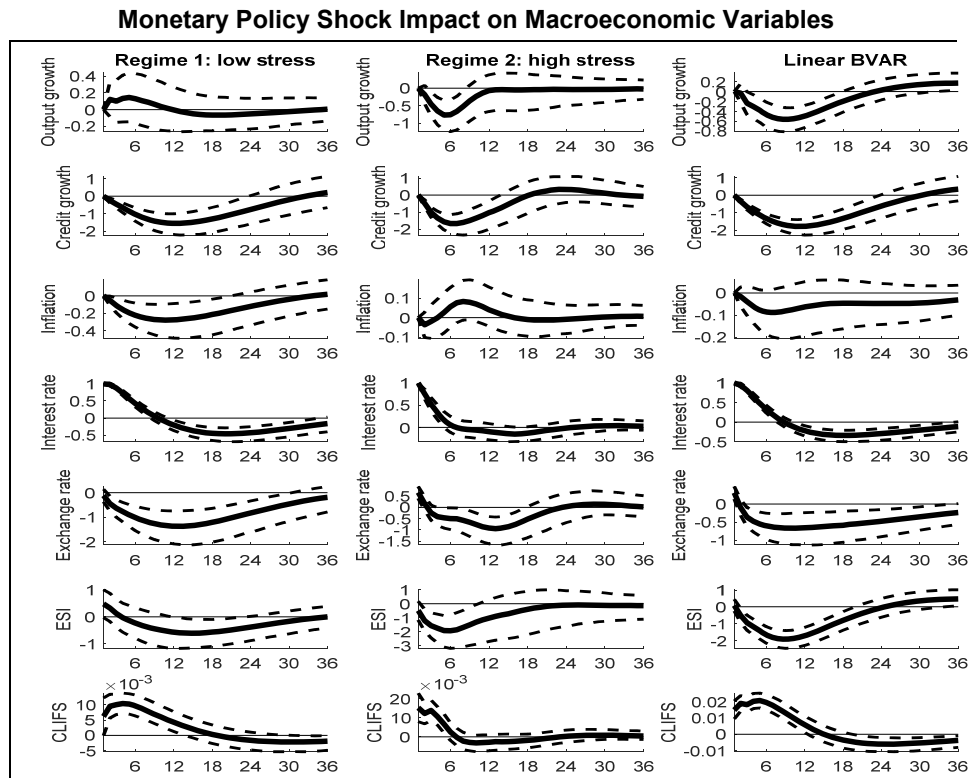 Monetary Policy Shock Impact on Macroeconomic Variables
Regime 1: low stress Regime 2: high stress Linear BVAR
Output growth 0.4 0.2 0 -0.2 6 12 18 24 30 36
Output growth 0 -0.5 -1 6 12 18 24 30 36
Output growth 0.2 0 -0.2 -0.4 -0.6 -0.8 6 12 18 24 30 36
Credit growth 1 0 -1 -2 6 12 18 24 30 36
Credit growth 1 0 -1 -2 6 12 18 24 30 36
Credit growth 1 0 -1 -2 6 12 18 24 30 36
Inflation 0 -0.2 -0.4 6 12 18 24 30 36
Inflation 0.1 0 -0.1 6 12 18 24 30 36
Inflation 0 -0.1 -0.2 6 12 18 24 30 36
Interest rate 1 0.5 0 -0.5 6 12 18 24 30 36
Interest rate 1 0.5 0 6 12 18 24 30 36
Interest rate 1 0.5 0 -0.5 6 12 18 24 30 36
Exchange rate 0 -1 -2 6 12 18 24 30 36
Exchange rate 0.5 0 -0.5 -1 -1.5 6 12 18 24 30 36
Exchange rate 0 -0.5 -1 6 12 18 24 30 36
ESI 1 0 -1 6 12 18 24 30 36
ESI 1 0 -1 -2 -3 6 12 18 24 30 36
ESI 1 0 -1 -2 6 12 18 24 30 36
CLIFS × 10⁻³ 10 5 0 -5 6 12 18 24 30 36
CLIFS × 10⁻³ 20 10 0 6 12 18 24 30 36
CLIFS 0.02 0.01 0 -0.01 6 12 18 24 30 36